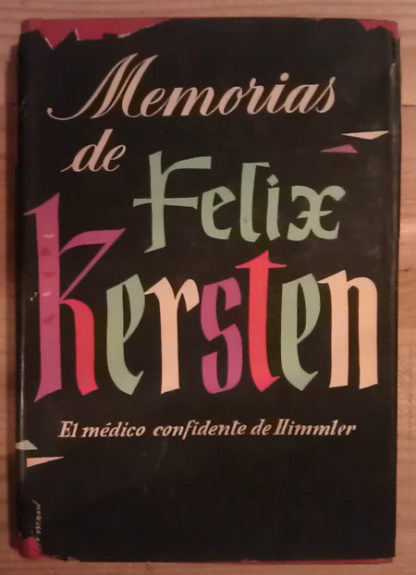 Memorias
de
Felix
Kersten
El médico confidente de Himmler